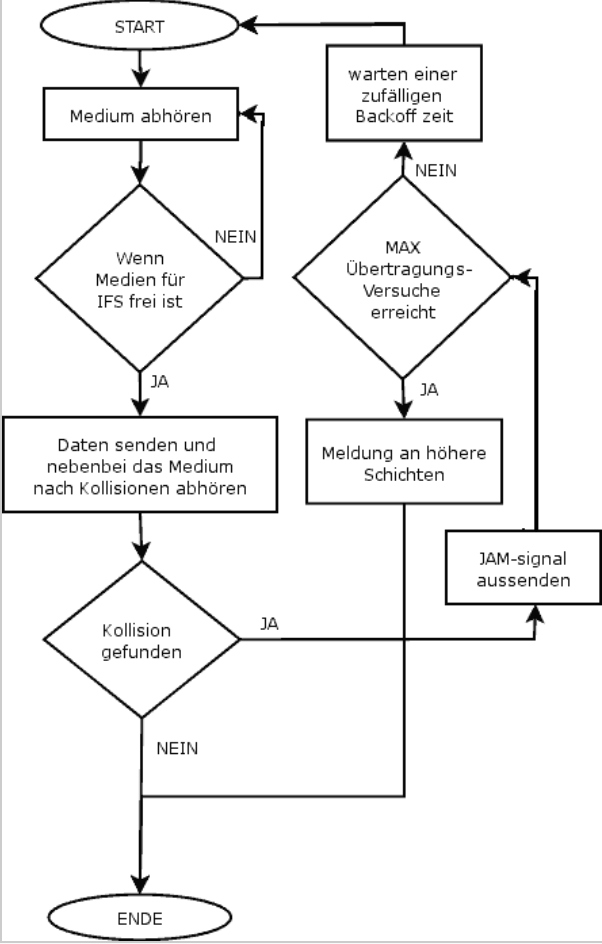 START
Medium abhören
Wenn
Medien für
IFS frei ist
NEIN
JA
Daten senden und
nebenbei das Medium
nach Kollisionen abhören
Kollision
gefunden
JA
NEIN
ENDE
JAM-signal
aussenden
MAX
Übertragungs-
Versuche
erreicht
NEIN
JA
warten einer
zufälligen
Backoff zeit
Meldung an höhere
Schichten